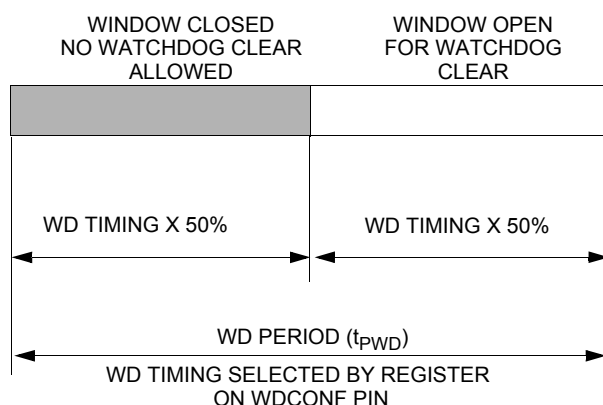 WINDOW CLOSED
NO WATCHDOG CLEAR
ALLOWED
WINDOW OPEN
FOR WATCHDOG
CLEAR
WD TIMING X 50%
WD TIMING X 50%
WD PERIOD (tPWD)
WD TIMING SELECTED BY REGISTER
ON WDCONF PIN